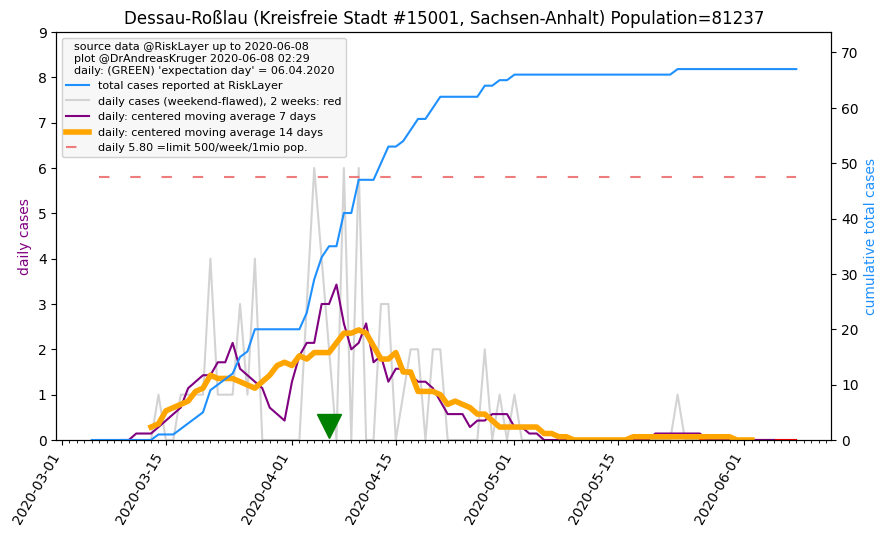 Dessau-Roßlau (Kreisfreie Stadt #15001, Sachsen-Anhalt) Population=81237
source data @RiskLayer up to 2020-06-08
plot @DrAndreasKruger 2020-06-08 02:29
daily: (GREEN) 'expectation day' = 06.04.2020
total cases reported at RiskLayer
daily cases (weekend-flawed), 2 weeks: red
daily: centered moving average 7 days
daily: centered moving average 14 days
daily 5.80 =limit 500/week/1mio pop.
daily cases
9
8
7
6
5
4
3
2
1
0
cumulative total cases
70
60
50
40
30
20
10
0
2020-03-01
2020-03-15
2020-04-01
2020-04-15
2020-05-01
2020-05-15
2020-06-01